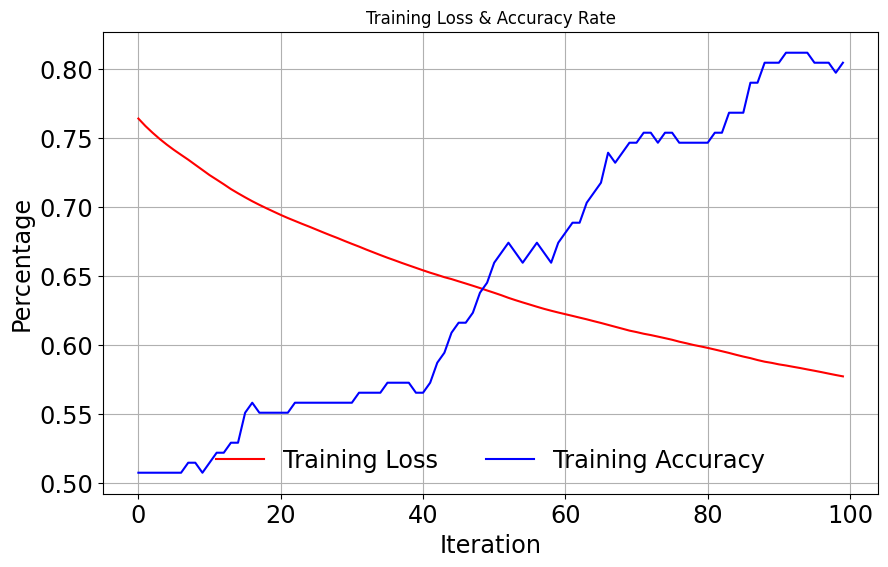 Training Loss & Accuracy Rate
Percentage
0.80
0.75
0.70
0.65
0.60
0.55
0.50
Training Loss
Training Accuracy
0 20 40 60 80 100
Iteration